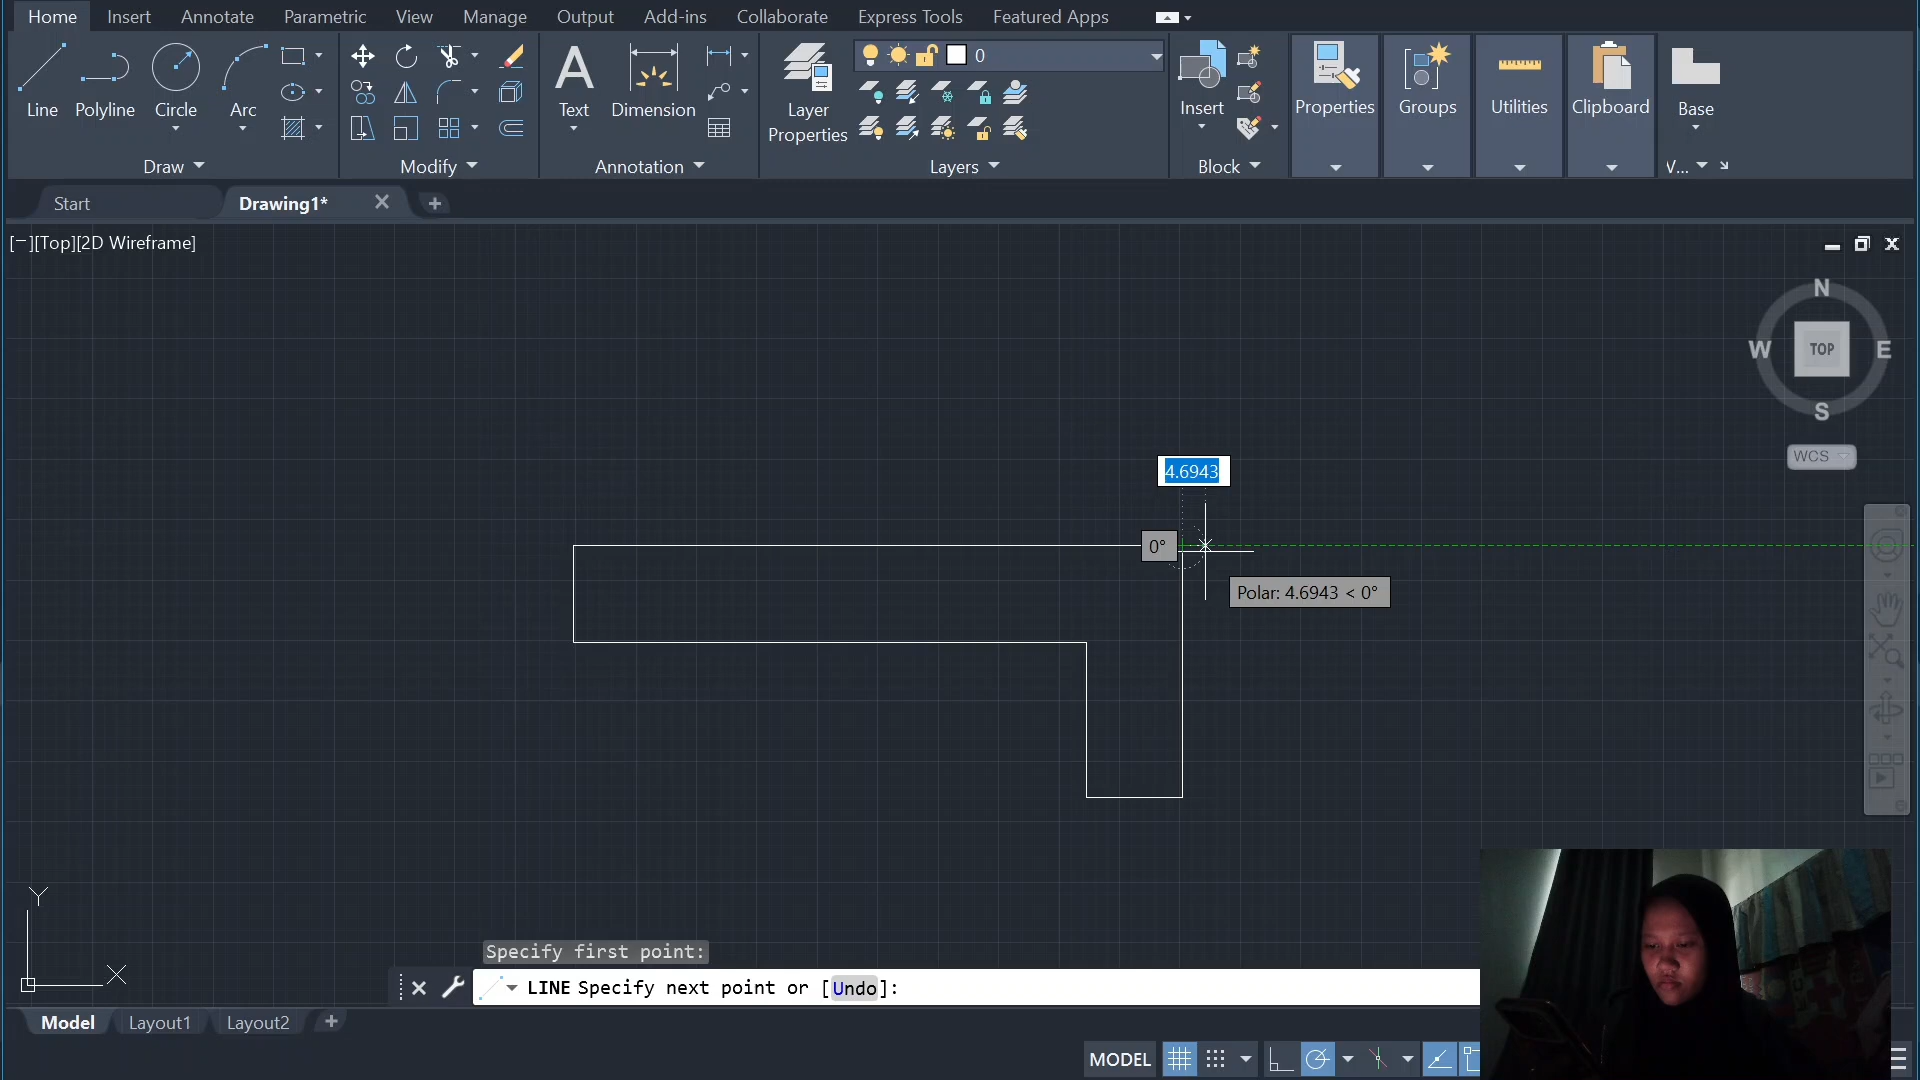 Home Insert Annotate Parametric View Manage Output Add-ins Collaborate Express Tools Featured Apps
0
Line Polyline Circle Arc
Text Dimension
Layer
Properties
Insert
Properties Groups Utilities Clipboard Base
Draw Modify Annotation Layers Block V...
Start Drawing1*
[−][Top][2D Wireframe]
N
W TOP E
S
WCS
4.6943
0°
Polar: 4.6943 < 0°
Y
X
Specify first point:
LINE Specify next point or [Undo]:
Model Layout1 Layout2
MODEL